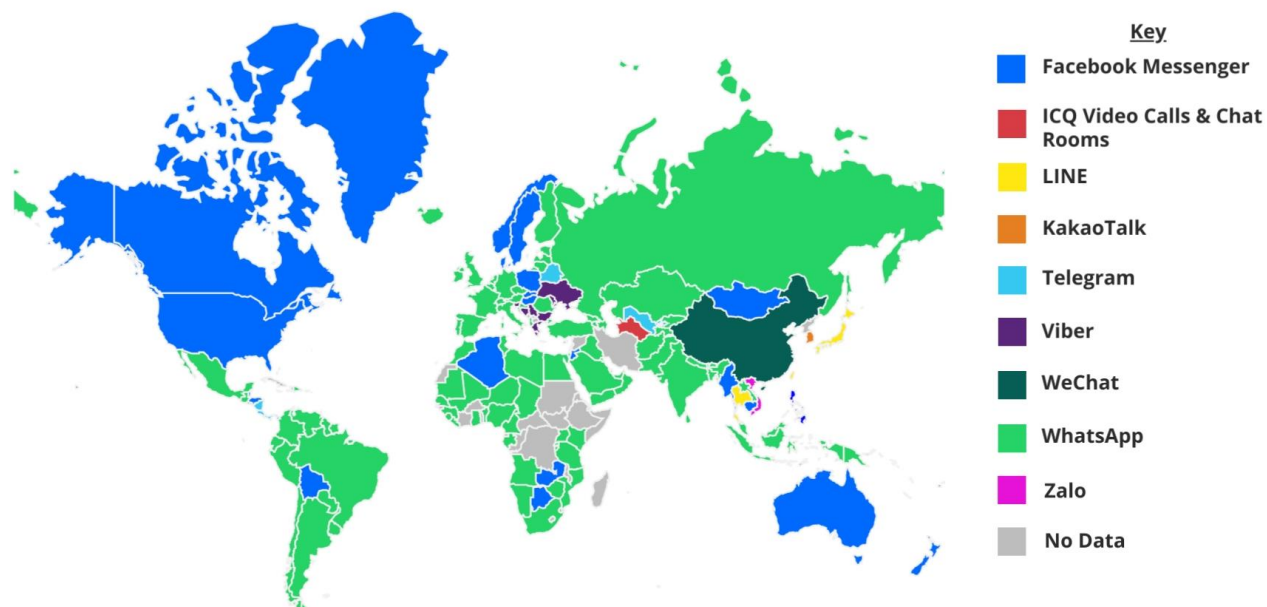 Key
Facebook Messenger
ICQ Video Calls & Chat
Rooms
LINE
KakaoTalk
Telegram
Viber
WeChat
WhatsApp
Zalo
No Data